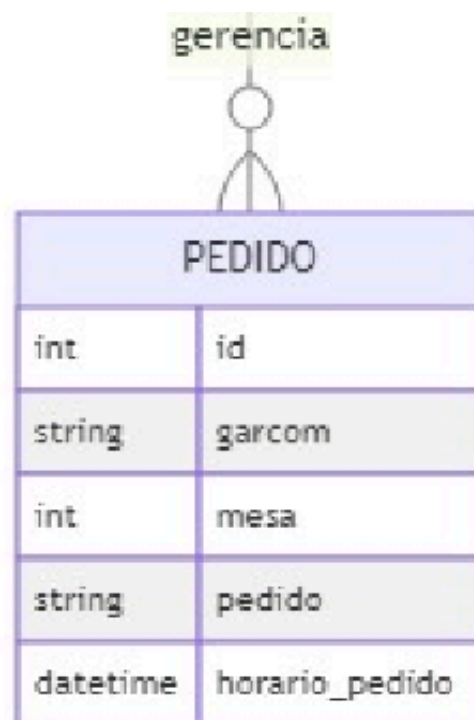 gerencia
PEDIDO
int id
string garcom
int mesa
string pedido
datetime horario_pedido